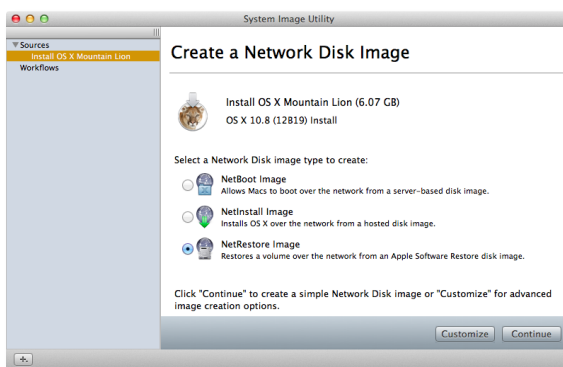 System Image Utility
Sources
Install OS X Mountain Lion
Workflows
Create a Network Disk Image
Install OS X Mountain Lion (6.07 GB)
OS X 10.8 (12B19) Install
Select a Network Disk image type to create:
NetBoot Image
Allows Macs to boot over the network from a server-based disk image.
NetInstall Image
Installs OS X over the network from a hosted disk image.
NetRestore Image
Restores a volume over the network from an Apple Software Restore disk image.
Click "Continue" to create a simple Network Disk image or "Customize" for advanced
image creation options.
Customize
Continue